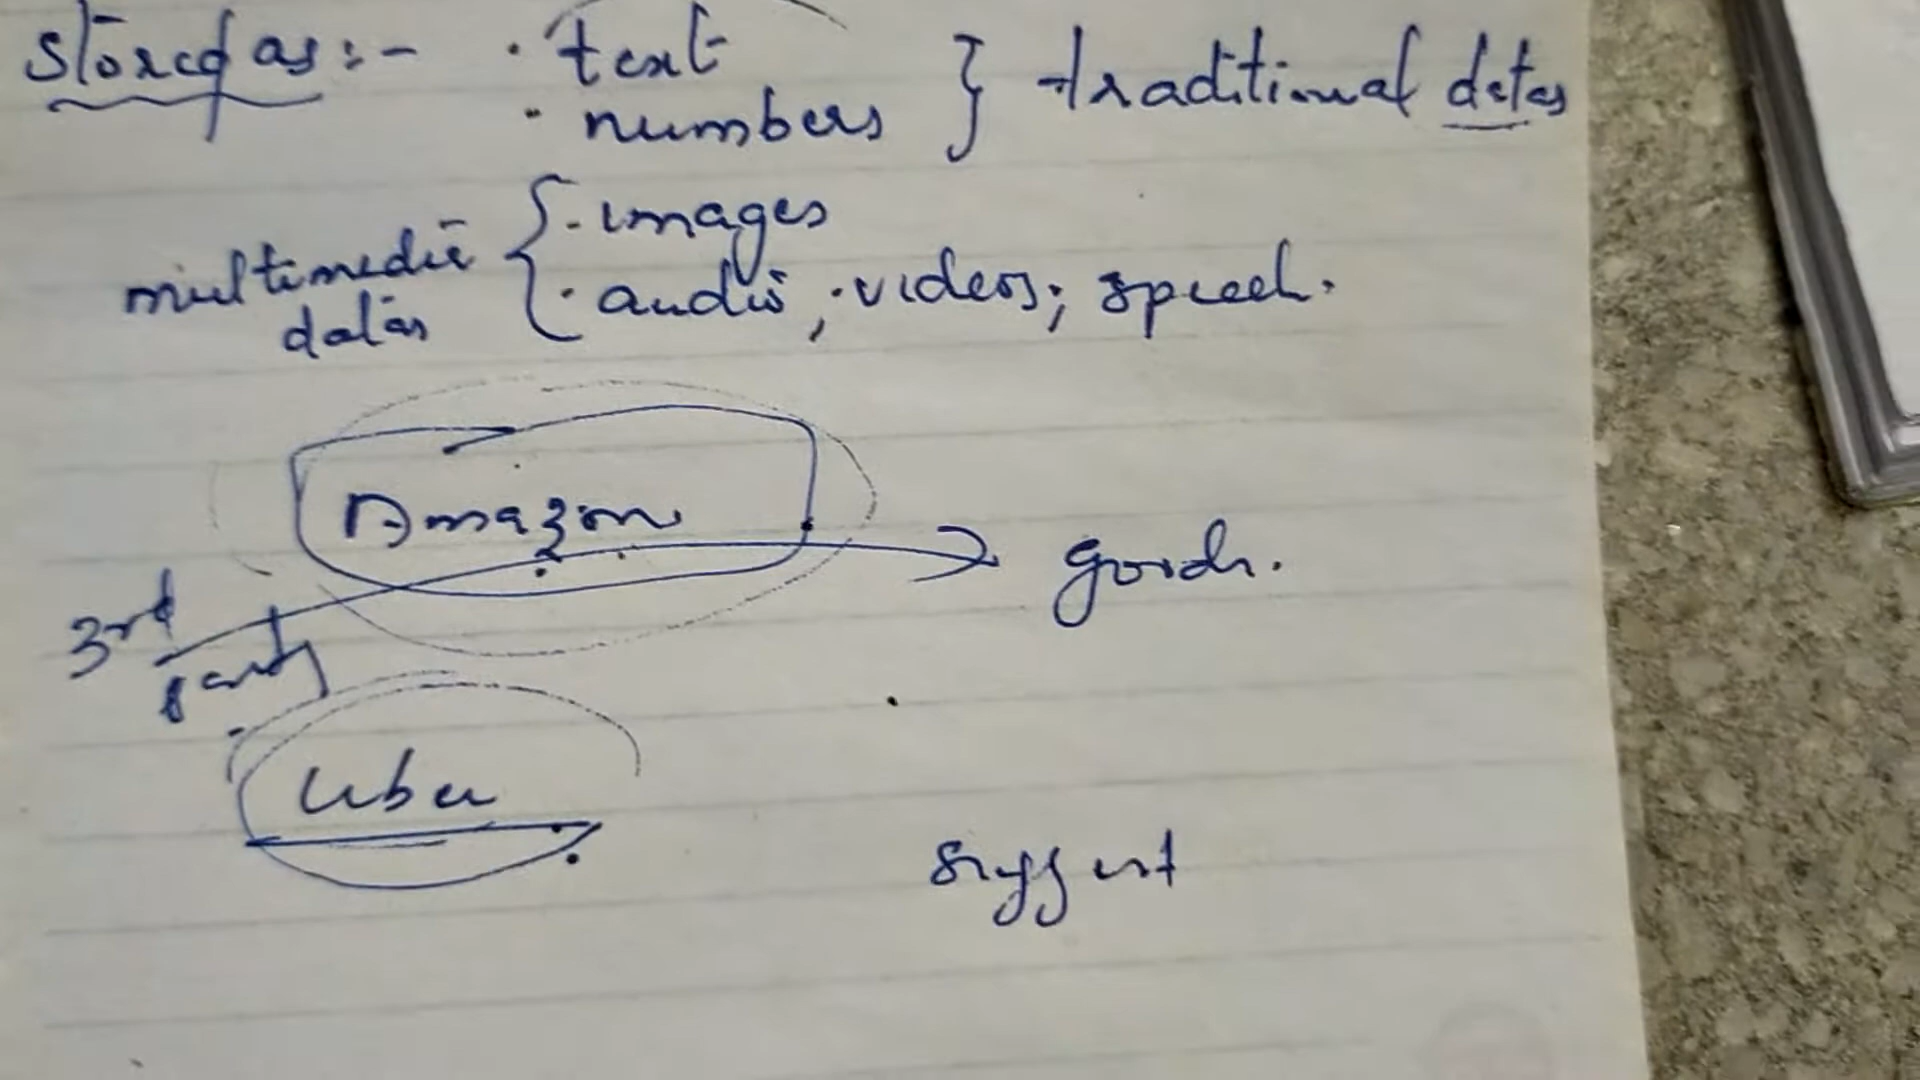 Stored as :- · text
· numbers } traditional datas
multimedia datas { · images
· audio, · videos; speech.
Amazon
3rd party → goods.
Uber
suggest